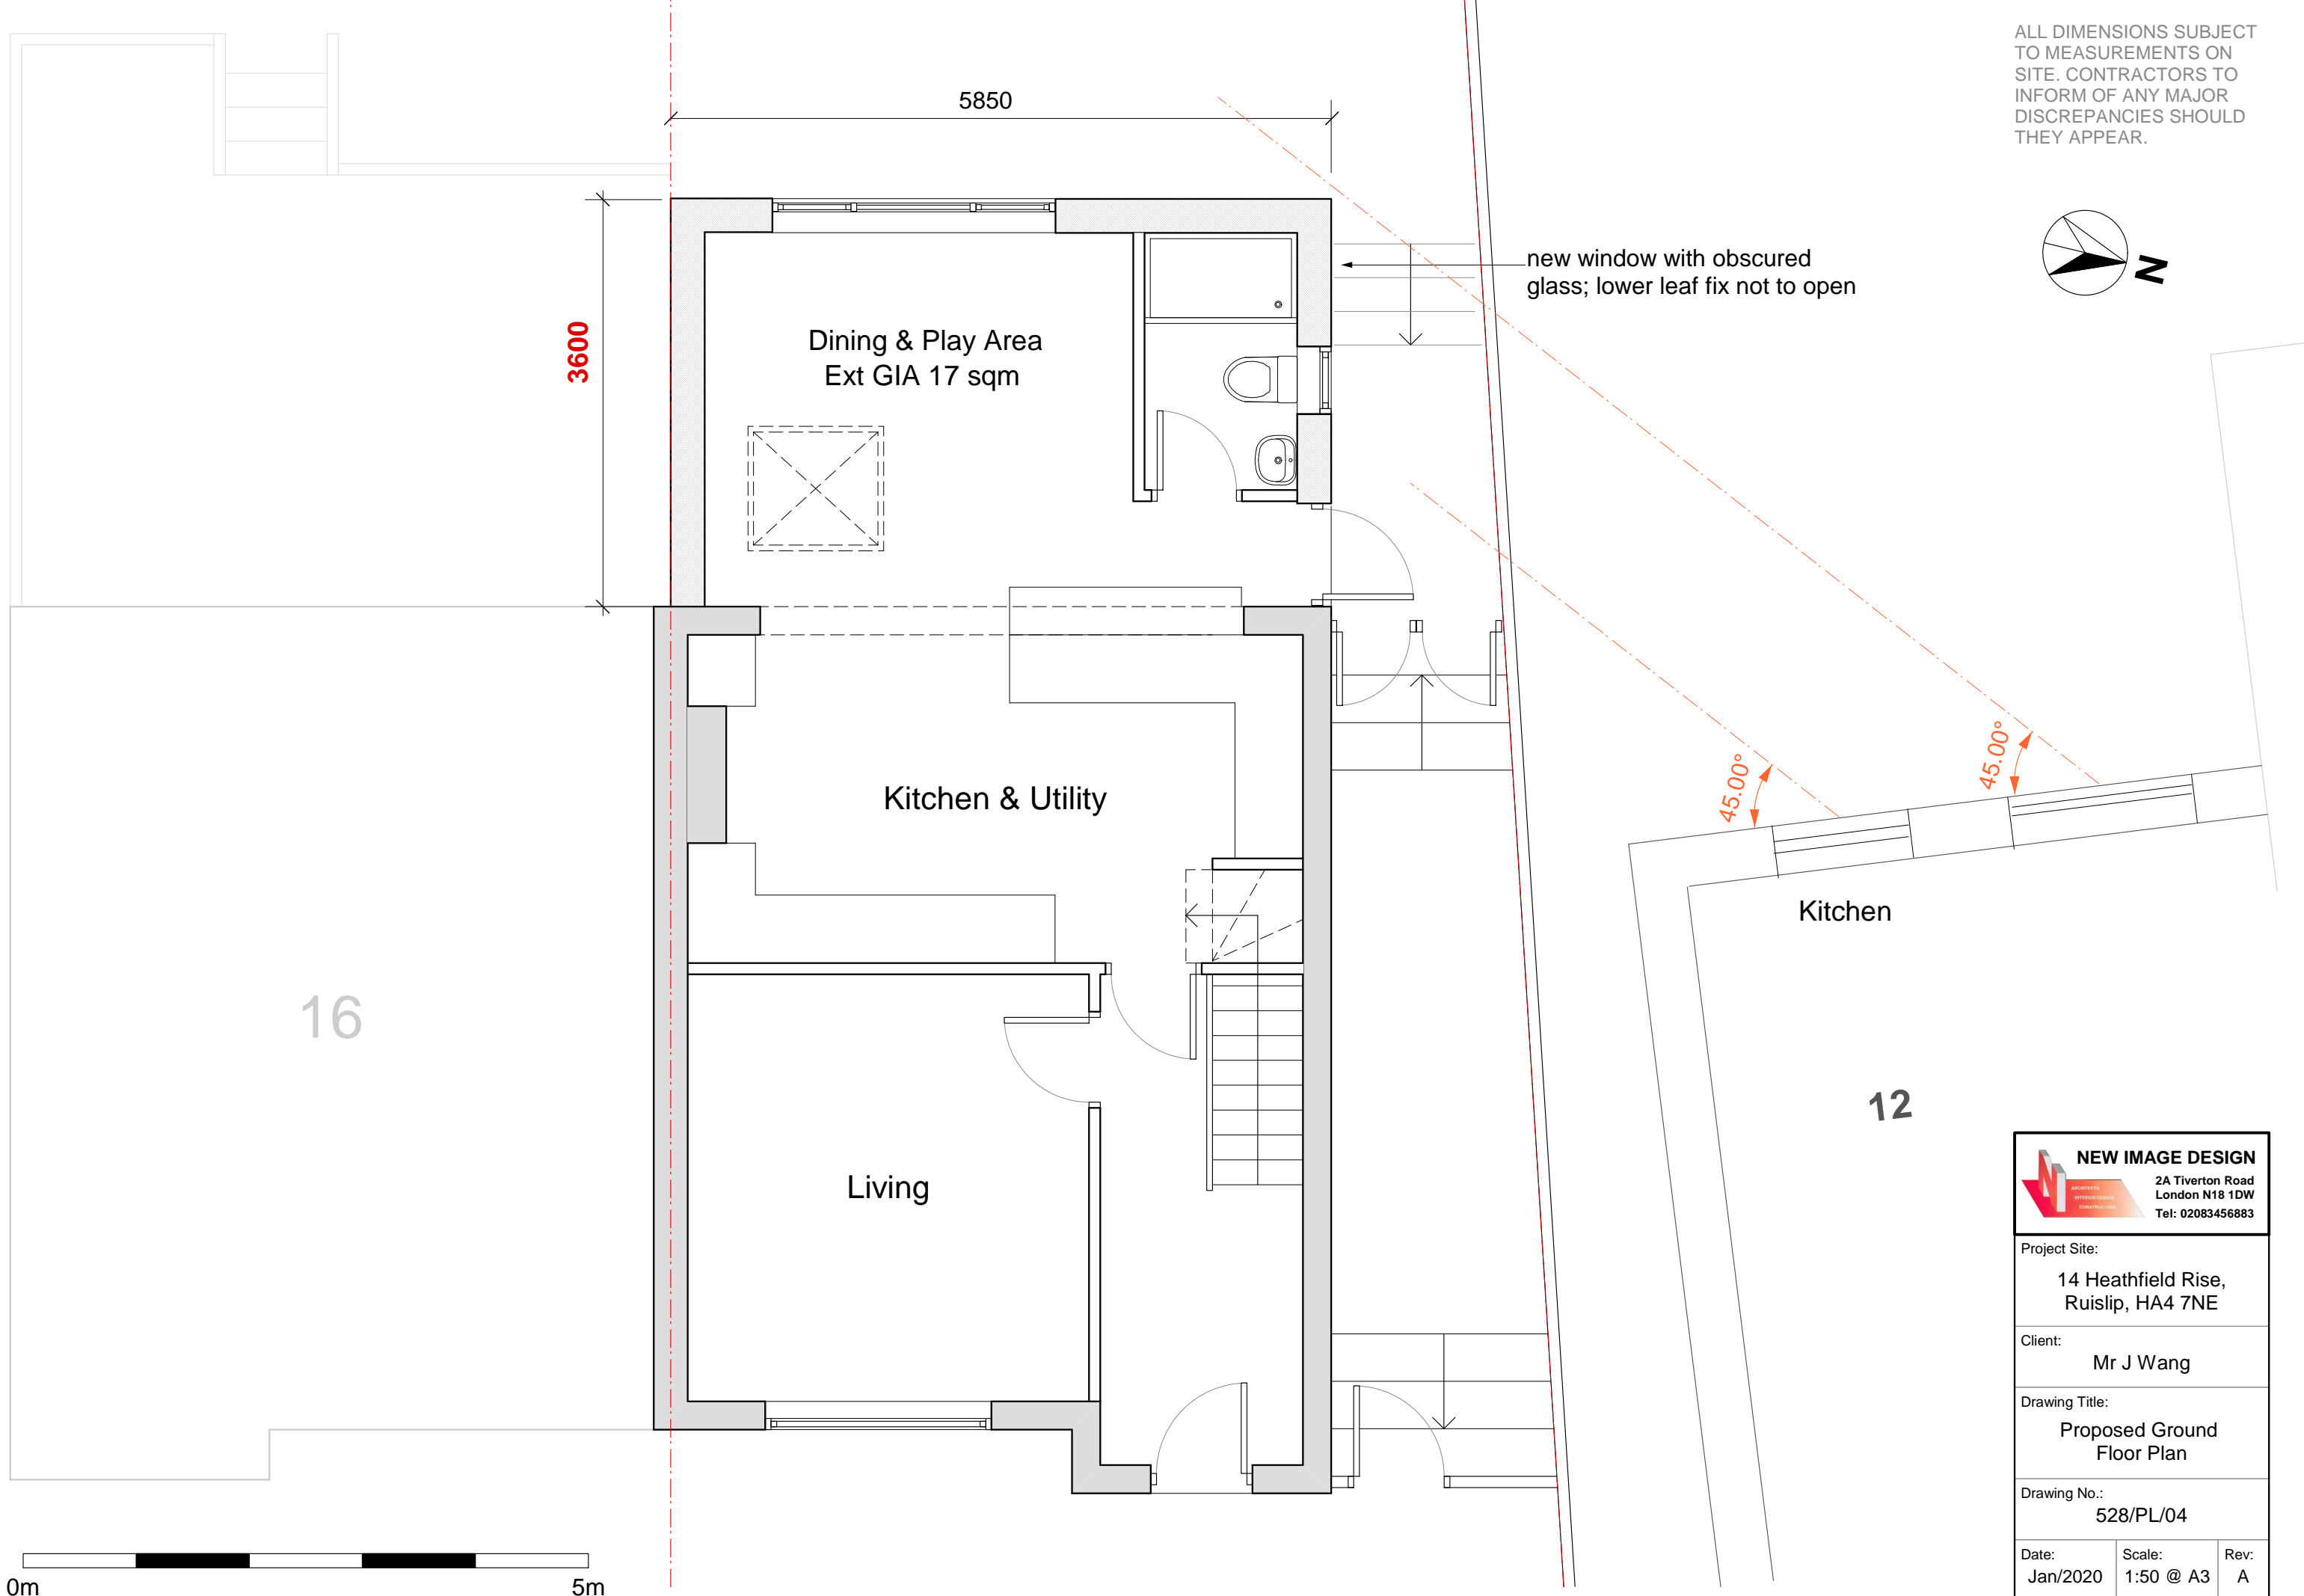 ALL DIMENSIONS SUBJECT
TO MEASUREMENTS ON
SITE. CONTRACTORS TO
INFORM OF ANY MAJOR
DISCREPANCIES SHOULD
THEY APPEAR.
5850
N
new window with obscured
glass; lower leaf fix not to open
3600
Dining & Play Area
Ext GIA 17 sqm
45.00°
45.00°
Kitchen & Utility
Kitchen
16
12
Living
NEW IMAGE DESIGN
2A Tiverton Road
London N18 1DW
Tel: 02083456883
ARCHITECTS
INTERIOR DESIGN
CONSTRUCTION
Project Site:
14 Heathfield Rise,
Ruislip, HA4 7NE
Client:
Mr J Wang
Drawing Title:
Proposed Ground
Floor Plan
Drawing No.:
528/PL/04
Date:
Jan/2020
Scale:
1:50 @ A3
Rev:
A
0m
5m